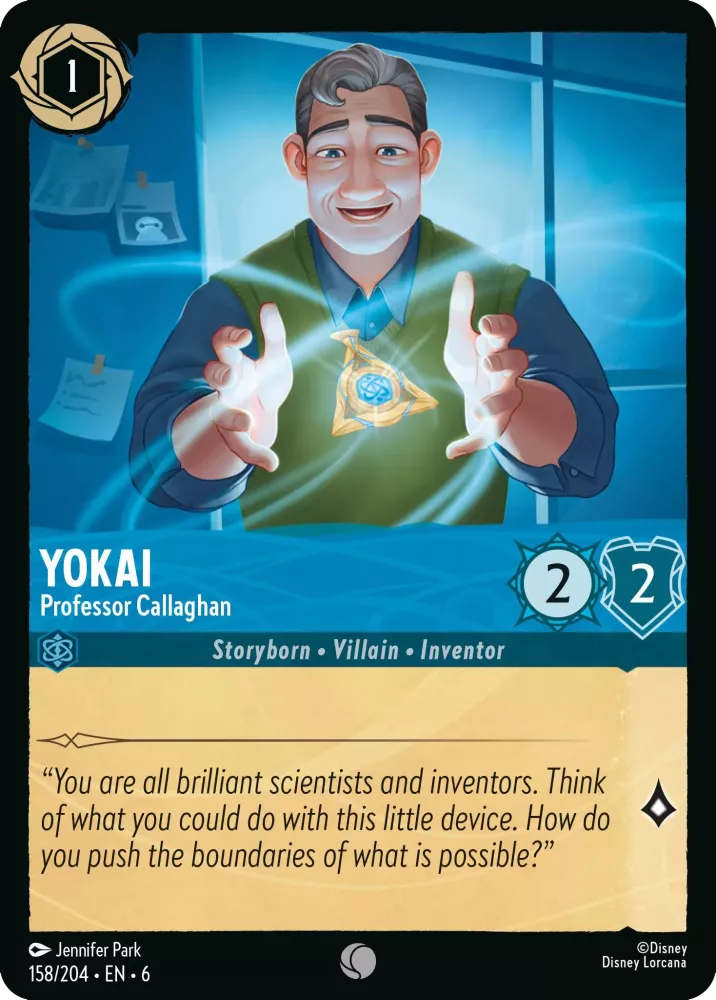 1
YOKAI
Professor Callaghan
2
2
Storyborn • Villain • Inventor
“You are all brilliant scientists and inventors. Think
of what you could do with this little device. How do
you push the boundaries of what is possible?”
Jennifer Park
158/204 • EN • 6
©Disney
Disney Lorcana